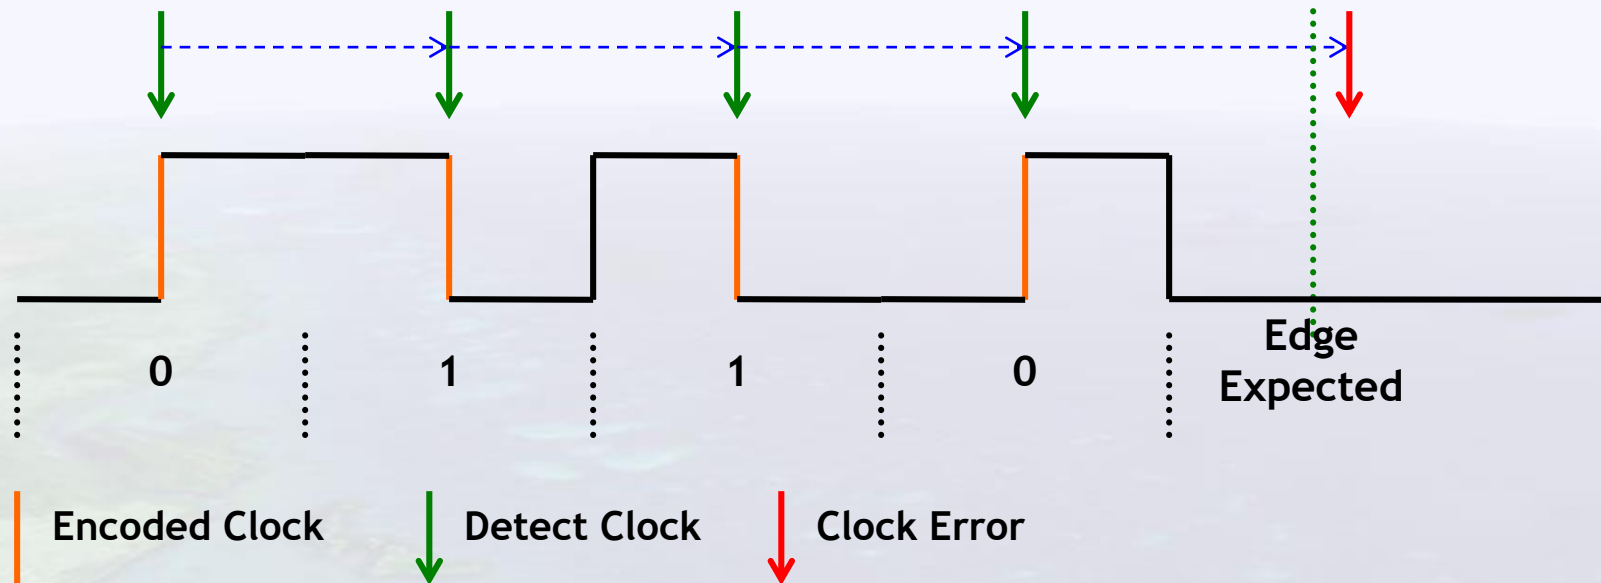 0 1 1 0
Edge
Expected
Encoded Clock
Detect Clock
Clock Error